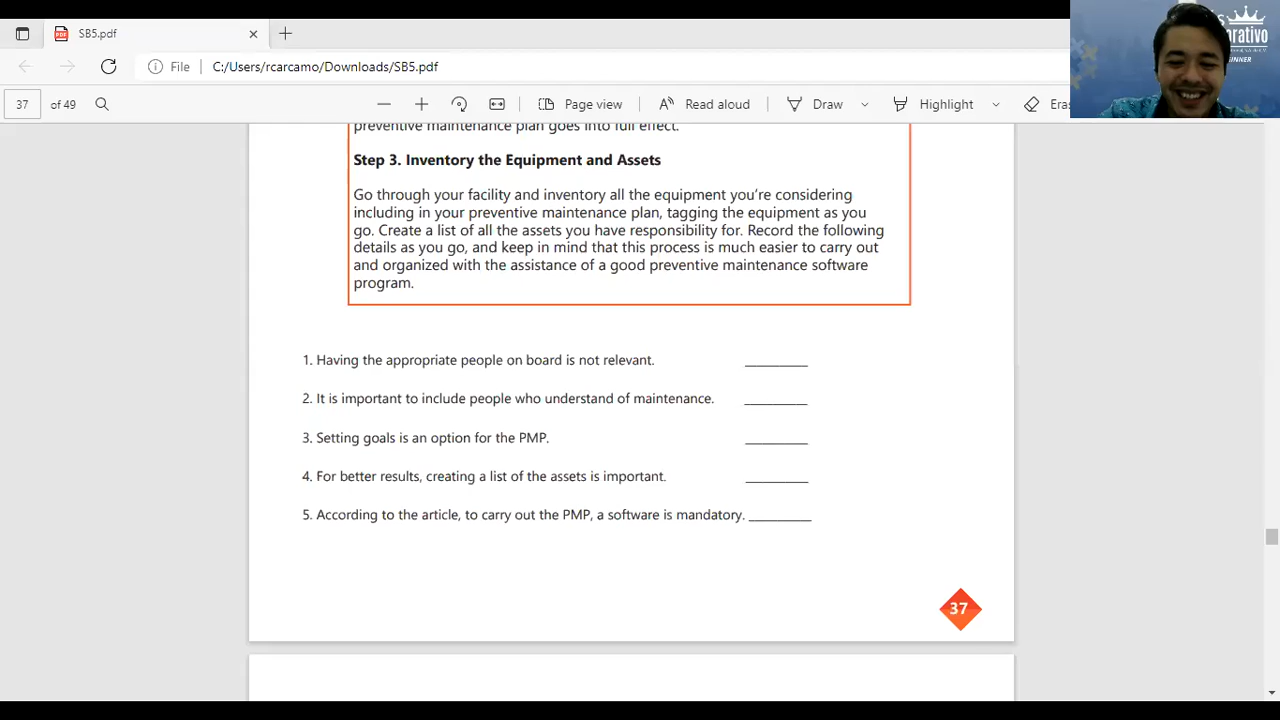 SB5.pdf
File C:/Users/rcarcamo/Downloads/SB5.pdf
37 of 49 Page view Read aloud Draw Highlight
preventive maintenance plan goes into full effect.
Step 3. Inventory the Equipment and Assets
Go through your facility and inventory all the equipment you're considering
including in your preventive maintenance plan, tagging the equipment as you
go. Create a list of all the assets you have responsibility for. Record the following
details as you go, and keep in mind that this process is much easier to carry out
and organized with the assistance of a good preventive maintenance software
program.
1. Having the appropriate people on board is not relevant. _________
2. It is important to include people who understand of maintenance. _________
3. Setting goals is an option for the PMP. _________
4. For better results, creating a list of the assets is important. _________
5. According to the article, to carry out the PMP, a software is mandatory. _________
37